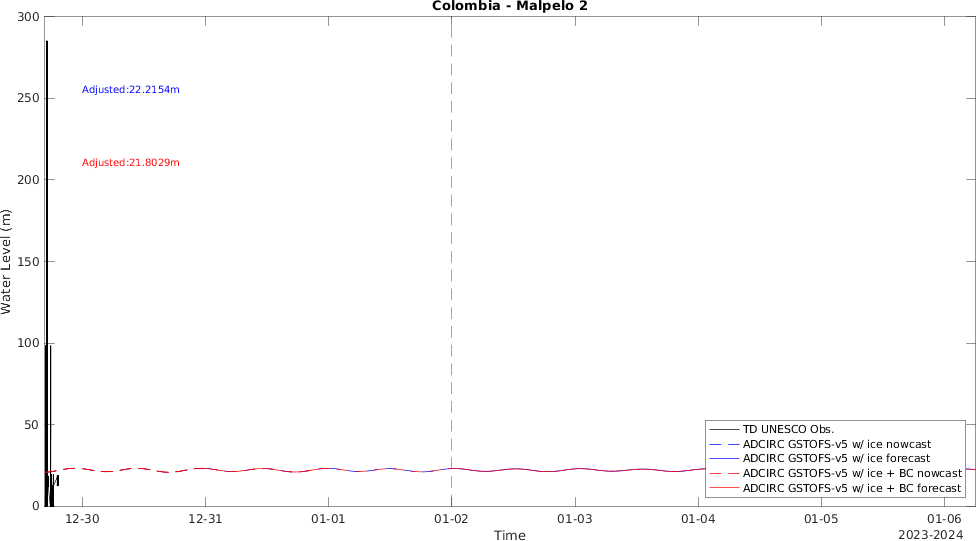 Colombia - Malpelo 2
300
250
200
150
100
50
0
Water Level (m)
Adjusted:22.2154m
Adjusted:21.8029m
TD UNESCO Obs.
ADCIRC GSTOFS-v5 w/ ice nowcast
ADCIRC GSTOFS-v5 w/ ice forecast
ADCIRC GSTOFS-v5 w/ ice + BC nowcast
ADCIRC GSTOFS-v5 w/ ice + BC forecast
12-30 12-31 01-01 01-02 01-03 01-04 01-05 01-06
Time
2023-2024